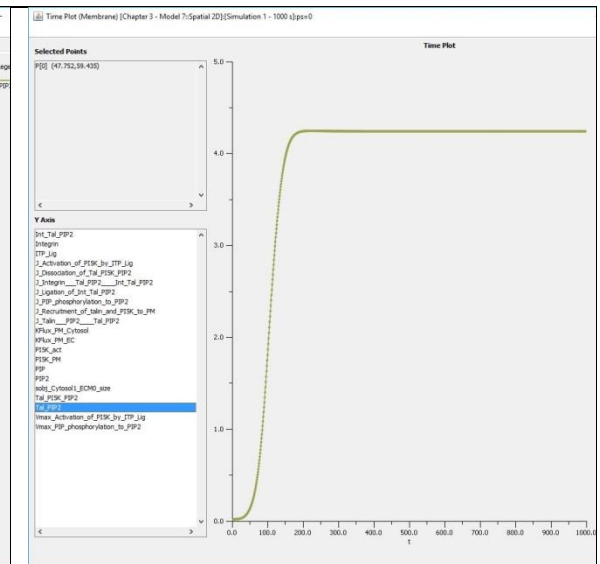 Time Plot (Membrane) [Chapter 3 - Model 7::Spatial 2D]:[Simulation 1 - 1000 s]:ps=0
Selected Points
P[0] (47.752,59.435)
Y Axis
Int_Tal_PIP2
Integrin
ITP_Lig
J_Activation_of_PI5K_by_ITP_Lig
J_Dissociation_of_Tal_PI5K_PIP2
J_Integrin___Tal_PIP2____Int_Tal_PIP2
J_Ligation_of_Int_Tal_PIP2
J_PIP_phosphorylation_to_PIP2
J_Recruitment_of_talin_and_PI5K_to_PM
J_Talin___PIP2____Tal_PIP2
KFlux_PM_Cytosol
KFlux_PM_EC
PI5K_act
PI5K_PM
PIP
PIP2
sobj_Cytosol1_ECM0_size
Tal_PI5K_PIP2
Tal_PIP2
Vmax_Activation_of_PI5K_by_ITP_Lig
Vmax_PIP_phosphorylation_to_PIP2
Time Plot
5.0
4.0
3.0
2.0
1.0
0.0
0.0 100.0 200.0 300.0 400.0 500.0 600.0 700.0 800.0 900.0 1000.0
t